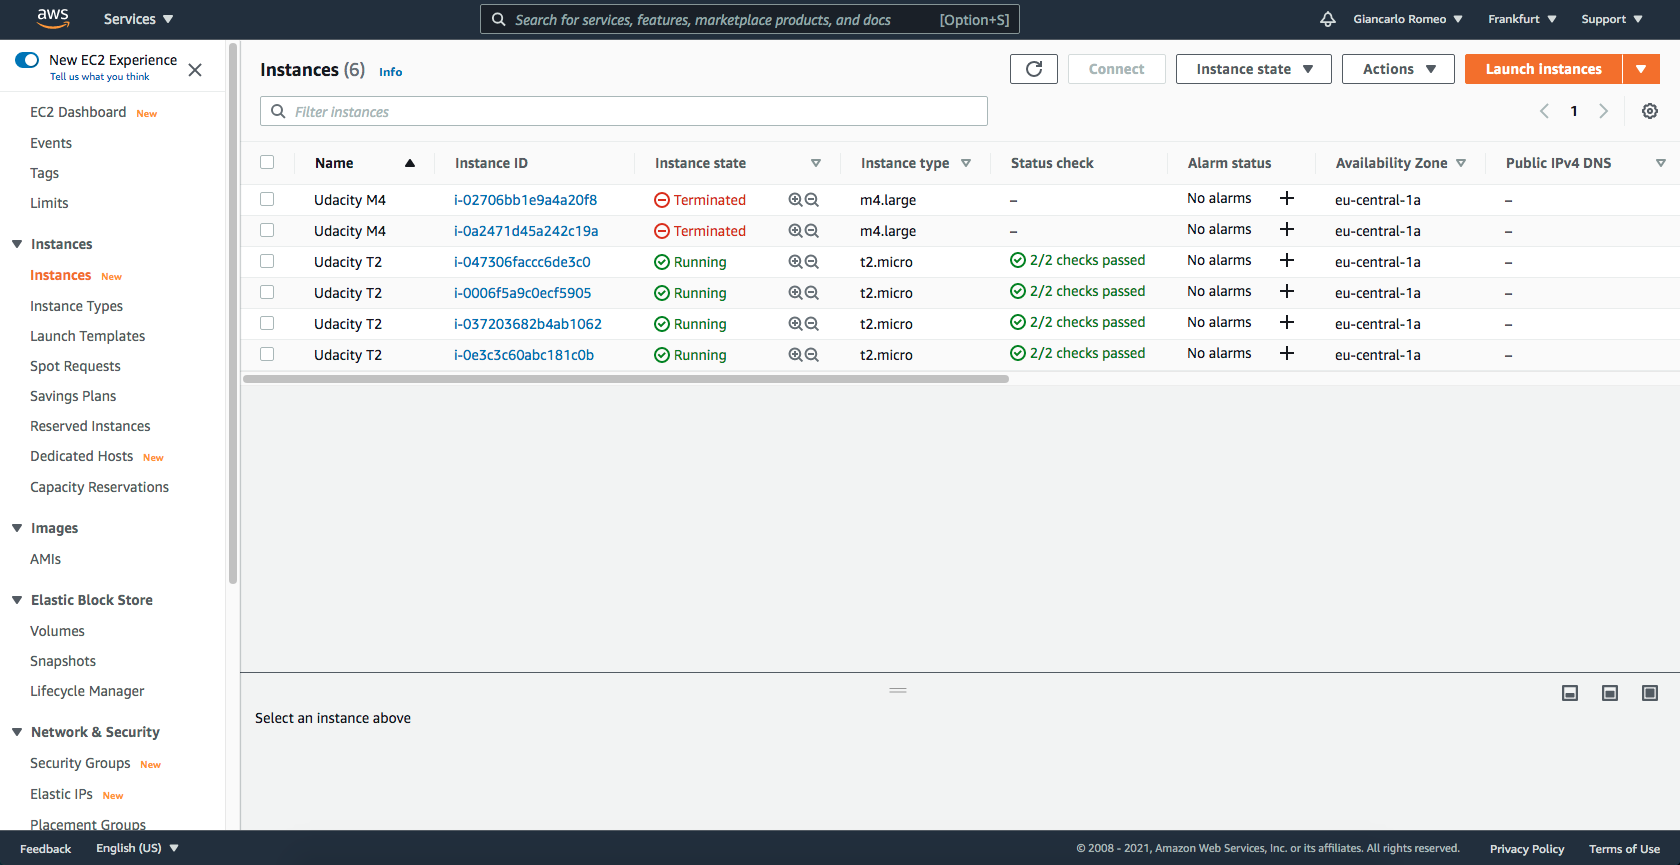 aws Services Search for services, features, marketplace products, and docs [Option+S] Giancarlo Romeo Frankfurt Support
New EC2 Experience
Tell us what you think
EC2 Dashboard New
Events
Tags
Limits
Instances
Instances New
Instance Types
Launch Templates
Spot Requests
Savings Plans
Reserved Instances
Dedicated Hosts New
Capacity Reservations
Images
AMIs
Elastic Block Store
Volumes
Snapshots
Lifecycle Manager
Network & Security
Security Groups New
Elastic IPs New
Placement Groups
Instances (6) Info Connect Instance state Actions Launch instances
Filter instances 1
Name Instance ID Instance state Instance type Status check Alarm status Availability Zone Public IPv4 DNS
Udacity M4 i-02706bb1e9a4a20f8 Terminated m4.large – No alarms + eu-central-1a –
Udacity M4 i-0a2471d45a242c19a Terminated m4.large – No alarms + eu-central-1a –
Udacity T2 i-047306faccc6de3c0 Running t2.micro 2/2 checks passed No alarms + eu-central-1a –
Udacity T2 i-0006f5a9c0ecf5905 Running t2.micro 2/2 checks passed No alarms + eu-central-1a –
Udacity T2 i-037203682b4ab1062 Running t2.micro 2/2 checks passed No alarms + eu-central-1a –
Udacity T2 i-0e3c3c60abc181c0b Running t2.micro 2/2 checks passed No alarms + eu-central-1a –
Select an instance above
Feedback English (US) © 2008 - 2021, Amazon Web Services, Inc. or its affiliates. All rights reserved. Privacy Policy Terms of Use